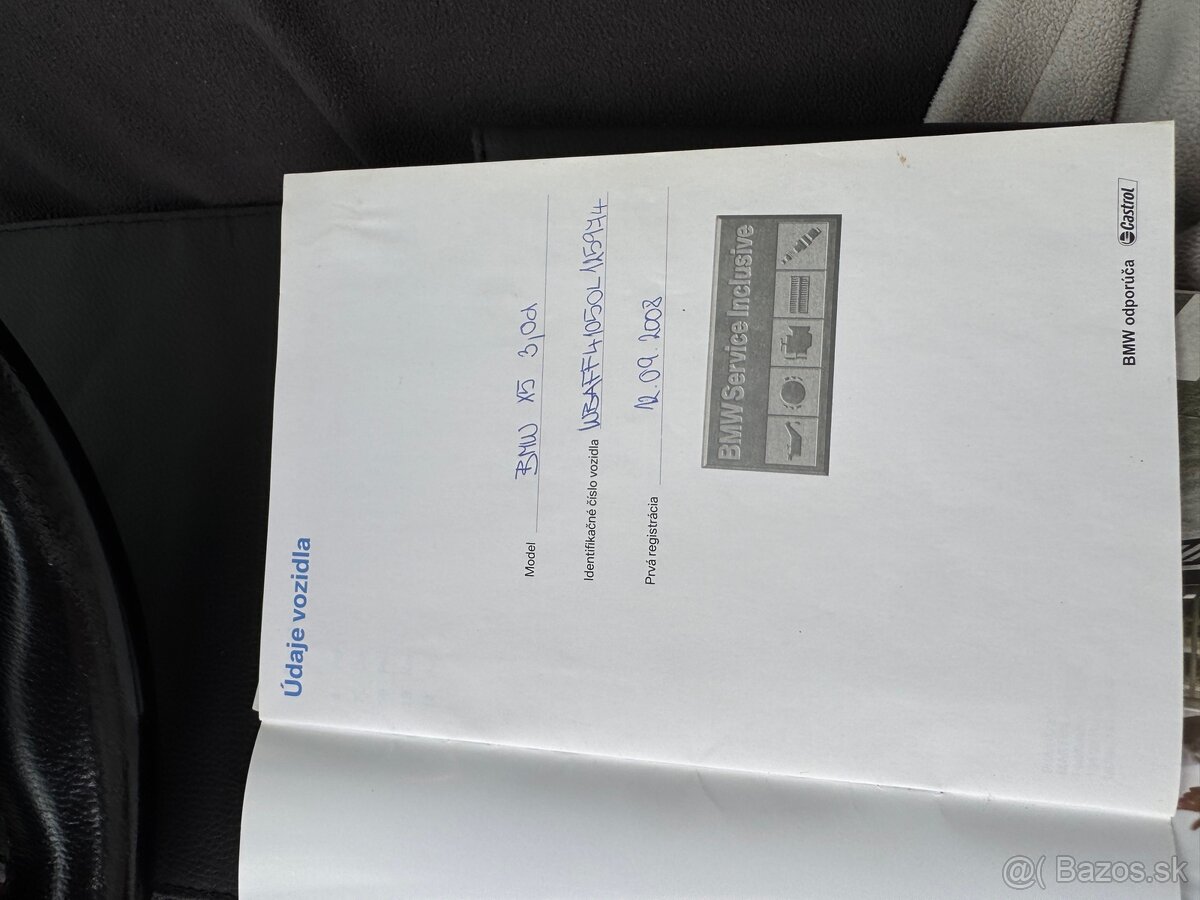 Údaje vozidla
Model BMW X5 3,0d
Identifikačné číslo vozidla WBAFF41050L125974
Prvá registrácia 12.09.2008
BMW Service Inclusive
BMW odporúča Castrol
@( Bazos.sk